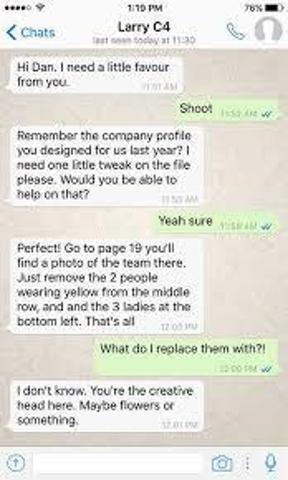 1:19 PM
76%
Chats
Larry C4
last seen today at 11:30
Hi Dan. I need a little favour
from you.
11:51 AM
Shoot
11:52 AM
Remember the company profile
you designed for us last year? I
need one little tweak on the file
please. Would you be able to
help on that?
11:53 AM
Yeah sure
11:58 AM
Perfect! Go to page 19 you'll
find a photo of the team there.
Just remove the 2 people
wearing yellow from the middle
row, and and the 3 ladies at the
bottom left. That's all
12:00 PM
What do I replace them with?!
12:00 PM
I don't know. You're the creative
head here. Maybe flowers or
something.
12:01 PM